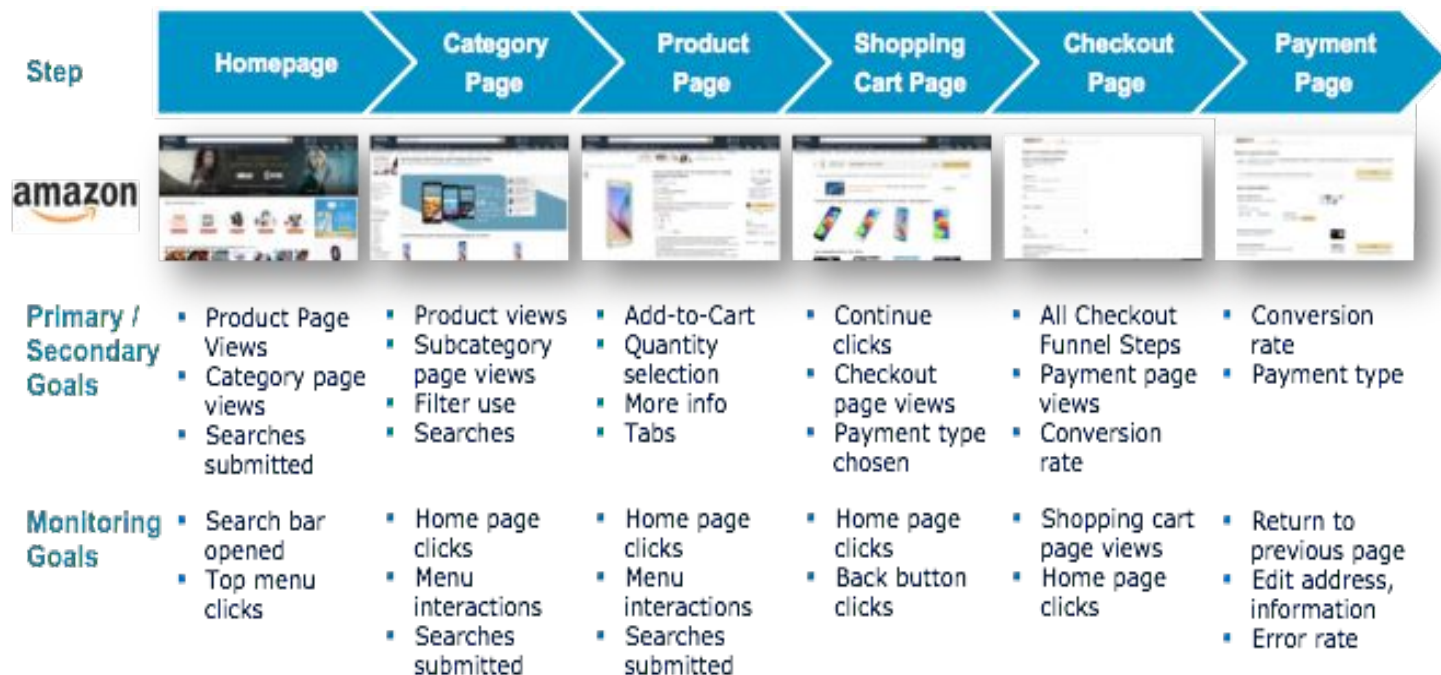 Step
Homepage
Category
Page
Product
Page
Shopping
Cart Page
Checkout
Page
Payment
Page
amazon
Primary /
Secondary
Goals
▪ Product Page
Views
▪ Category page
views
▪ Searches
submitted
▪ Product views
▪ Subcategory
page views
▪ Filter use
▪ Searches
▪ Add-to-Cart
▪ Quantity
selection
▪ More info
▪ Tabs
▪ Continue
clicks
▪ Checkout
page views
▪ Payment type
chosen
▪ All Checkout
Funnel Steps
▪ Payment page
views
▪ Conversion
rate
▪ Conversion
rate
▪ Payment type
Monitoring
Goals
▪ Search bar
opened
▪ Top menu
clicks
▪ Home page
clicks
▪ Menu
interactions
▪ Searches
submitted
▪ Home page
clicks
▪ Menu
interactions
▪ Searches
submitted
▪ Home page
clicks
▪ Back button
clicks
▪ Shopping cart
page views
▪ Home page
clicks
▪ Return to
previous page
▪ Edit address,
information
▪ Error rate